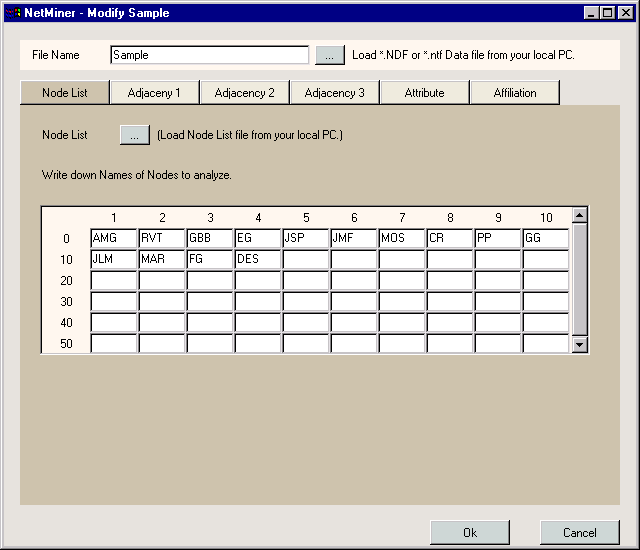 NetMiner - Modify Sample
File Name Sample ... Load *.NDF or *.ntf Data file from your local PC.
Node List Adjaceny 1 Adjacency 2 Adjacency 3 Attribute Affiliation
Node List ... (Load Node List file from your local PC.)
Write down Names of Nodes to analyze.
1 2 3 4 5 6 7 8 9 10
0 AMG RVT GBB EG JSP JMF MOS CR PP GG
10 JLM MAR FG DES
20
30
40
50
Ok Cancel